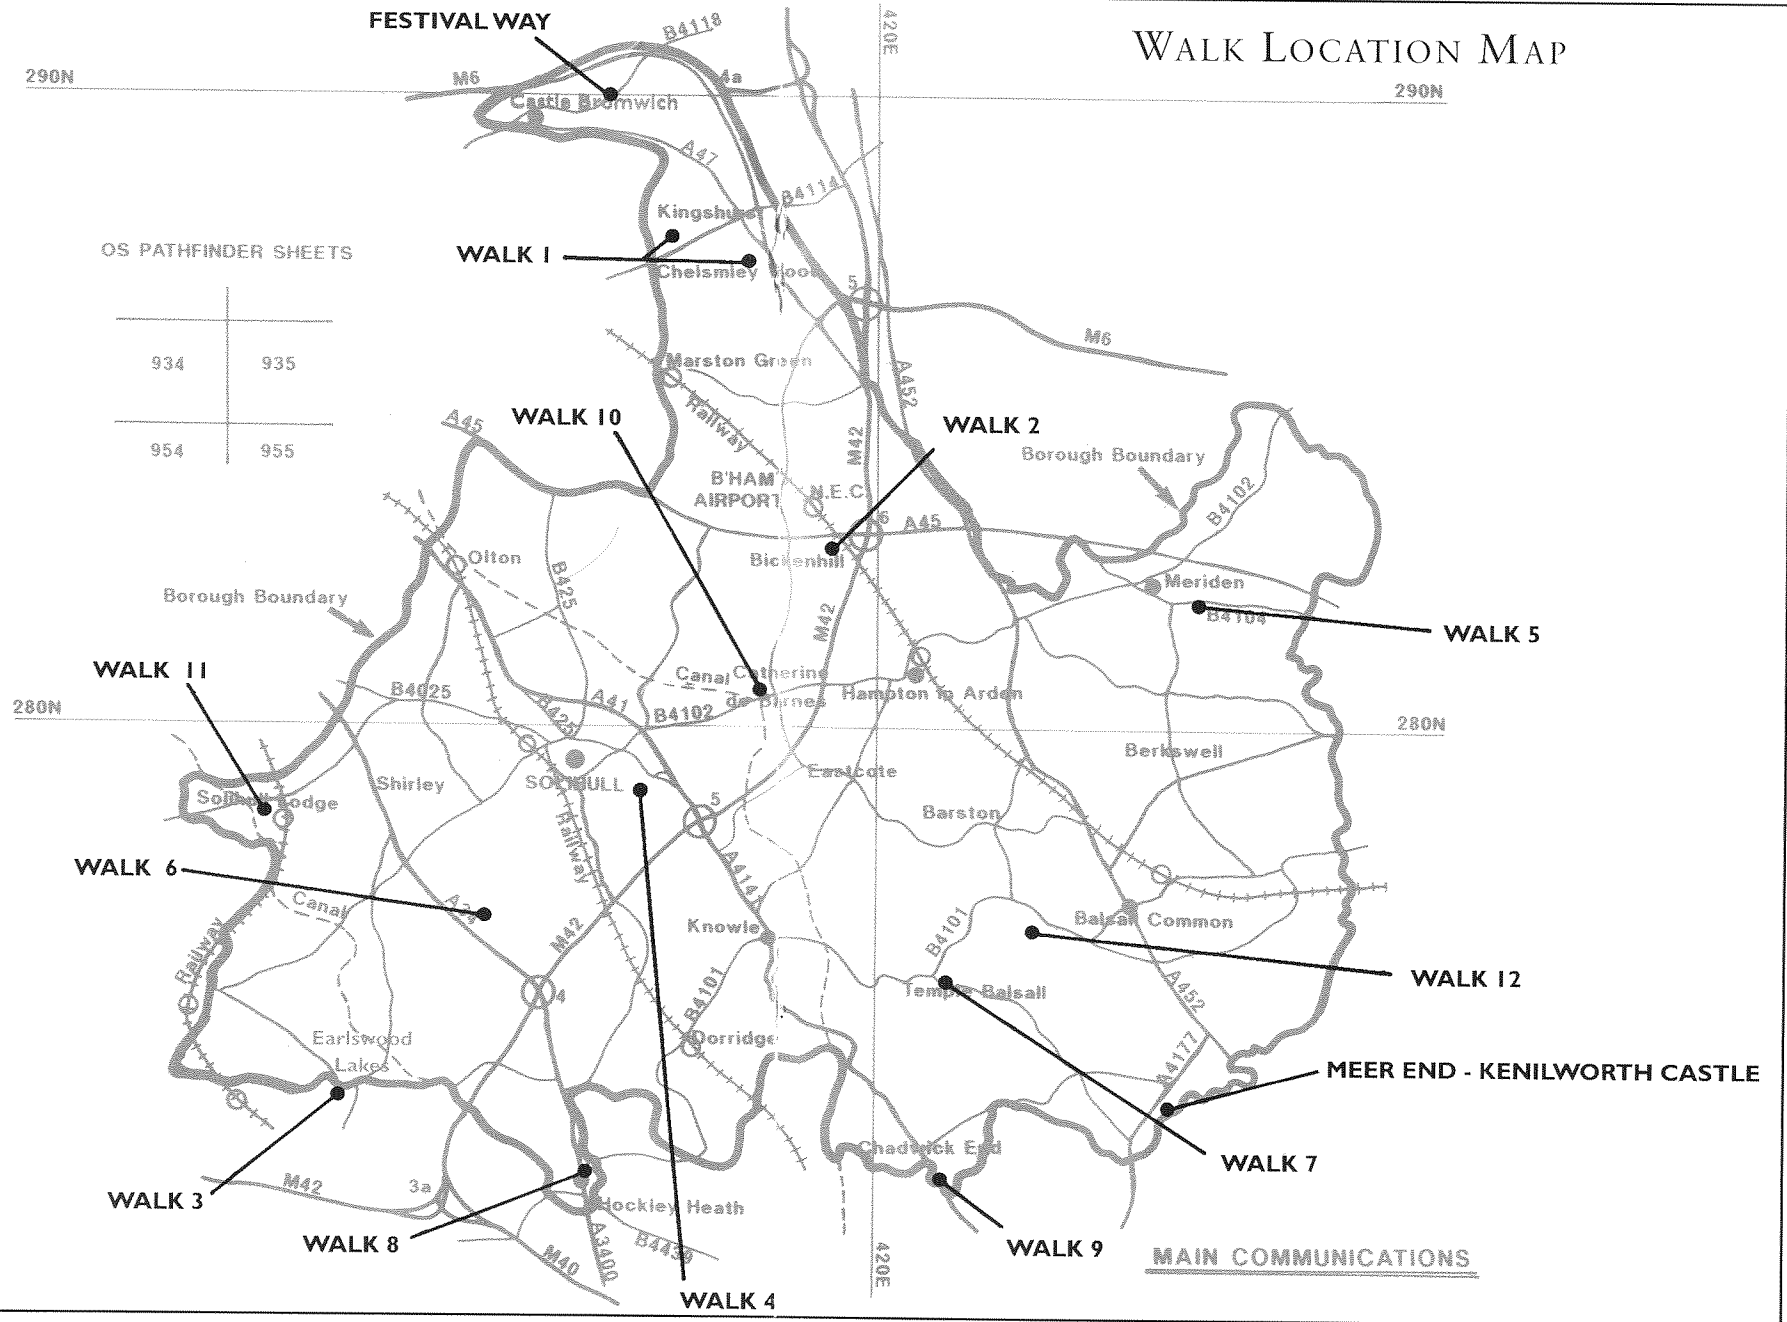 FESTIVAL WAY
B4118
420E
WALK LOCATION MAP
290N
M6
4a
290N
Castle Bromwich
A47
B4114
Kingshurst
OS PATHFINDER SHEETS
WALK 1
Chelmsley Wood
5
M6
934
935
Marston Green
A452
WALK 10
WALK 2
A45
Railway
M42
954
955
Borough Boundary
B'HAM
AIRPORT
N.E.C.
B4102
6
A45
Olton
Bickenhill
B425
Meriden
Borough Boundary
B4104
M42
WALK 5
WALK 11
Canal
Catherine
de Barnes
B4025
A41
Hampton in Arden
280N
B425
B4102
280N
Berkswell
Shirley
SOLIHULL
Eastcote
Solihull Lodge
5
Barston
Railway
WALK 6
A4141
Canal
A34
M42
Knowle
Balsall Common
B4101
Railway
WALK 12
4
B4101
Temple Balsall
A452
Earlswood
Lakes
Dorridge
A4177
MEER END - KENILWORTH CASTLE
Chadwick End
WALK 7
WALK 3
M42
3a
Hockley Heath
WALK 8
A3400
B4439
WALK 9
M40
420E
MAIN COMMUNICATIONS
WALK 4